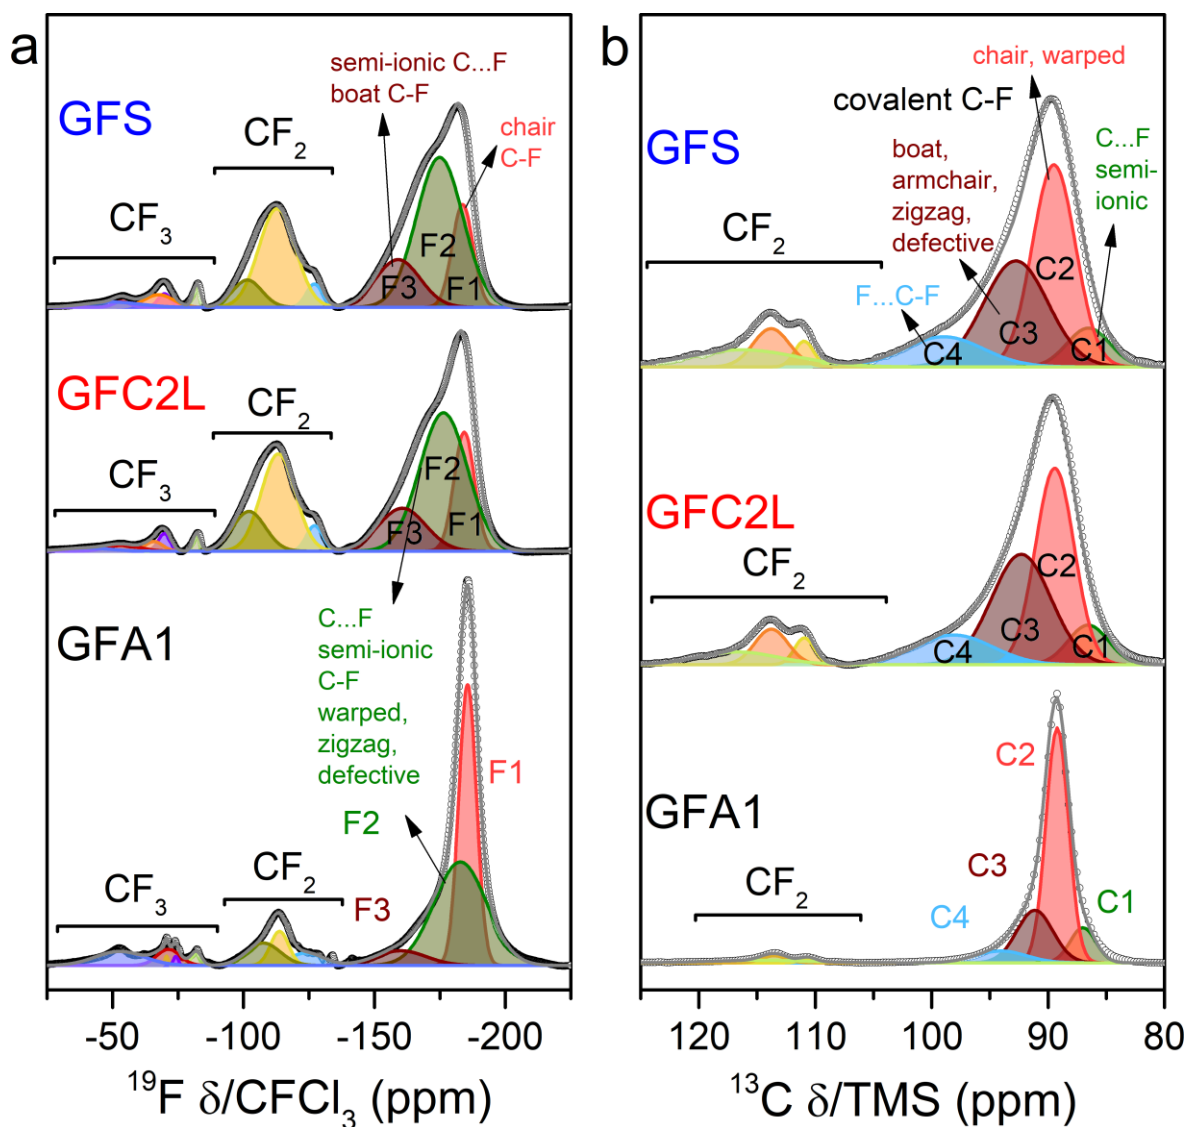 a
GFS
CF2
CF3
semi-ionic C...F
boat C-F
chair
C-F
F3
F2
F1
GFC2L
CF2
CF3
F3
F2
F1
GFA1
C...F
semi-ionic
C-F
warped,
zigzag,
defective
F2
F1
F3
CF2
CF3
-50 -100 -150 -200
19F δ/CFCl3 (ppm)
b
GFS
chair, warped
covalent C-F
C...F
semi-
ionic
boat,
armchair,
zigzag,
defective
CF2
F...C-F
C4
C3
C2
C1
GFC2L
CF2
C4
C3
C2
C1
GFA1
C2
C3
C4
C1
CF2
120 110 100 90 80
13C δ/TMS (ppm)